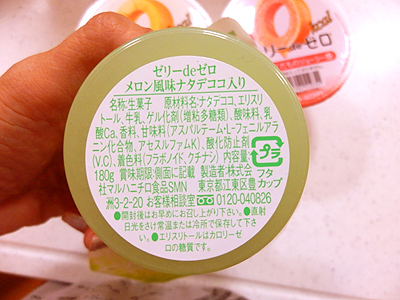 ゼリーdeゼロ
メロン風味ナタデココ入り
名称:生菓子 原材料名:ナタデココ、エリスリ
トール、牛乳、ゲル化剤(増粘多糖類)、酸味料、乳
酸Ca、香料、甘味料(アスパルテーム・L-フェニルアラ
ニン化合物、アセスルファムK)、酸化防止剤
(V.C)、着色料(フラボノイド、クチナシ) 内容量:
180g 賞味期限:側面に記載 製造者:株式会
社マルハニチロ食品SMN 東京都江東区豊
洲3-2-20 お客様相談室 0120-040826
●開封後はお早めにお召し上がり下さい。●直射
日光をさけ常温または冷所で保存して下さ
い。●エリスリトールはカロリーゼ
ロの糖質です。
プラ
フタ
カップ
リーdeゼロ